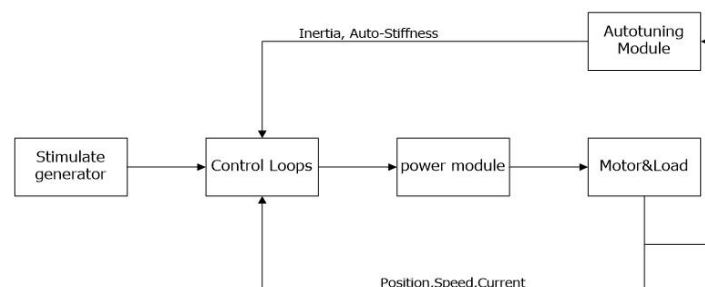 Inertia, Auto-Stiffness
Autotuning
Module
Stimulate
generator
Control Loops
power module
Motor&Load
Position,Speed,Current